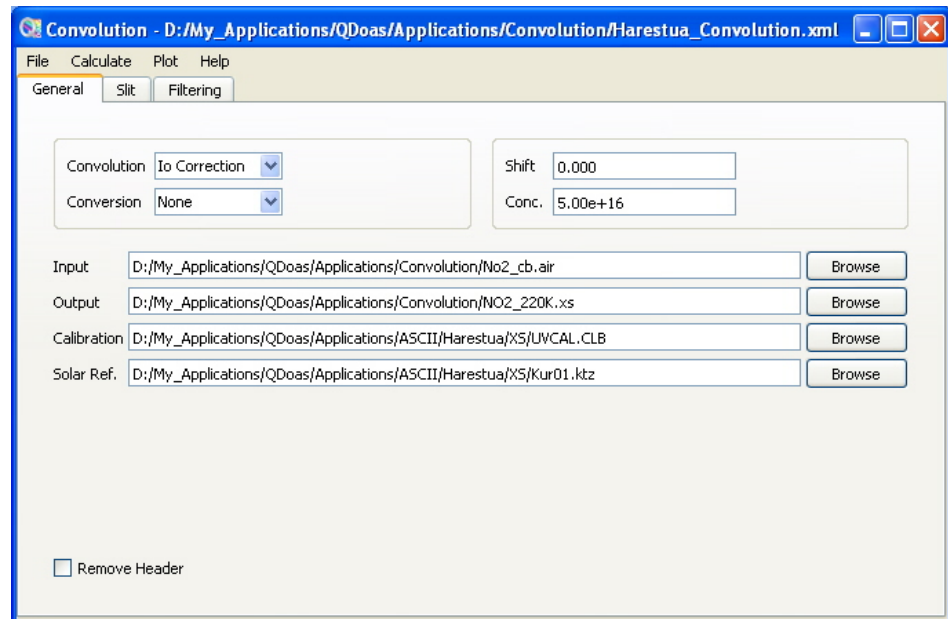 Convolution - D:/My_Applications/QDoas/Applications/Convolution/Harestua_Convolution.xml
File Calculate Plot Help
General Slit Filtering
Convolution Io Correction
Conversion None
Shift 0.000
Conc. 5.00e+16
Input D:/My_Applications/QDoas/Applications/Convolution/No2_cb.air Browse
Output D:/My_Applications/QDoas/Applications/Convolution/NO2_220K.xs Browse
Calibration D:/My_Applications/QDoas/Applications/ASCII/Harestua/XS/UVCAL.CLB Browse
Solar Ref. D:/My_Applications/QDoas/Applications/ASCII/Harestua/XS/Kur01.ktz Browse
Remove Header